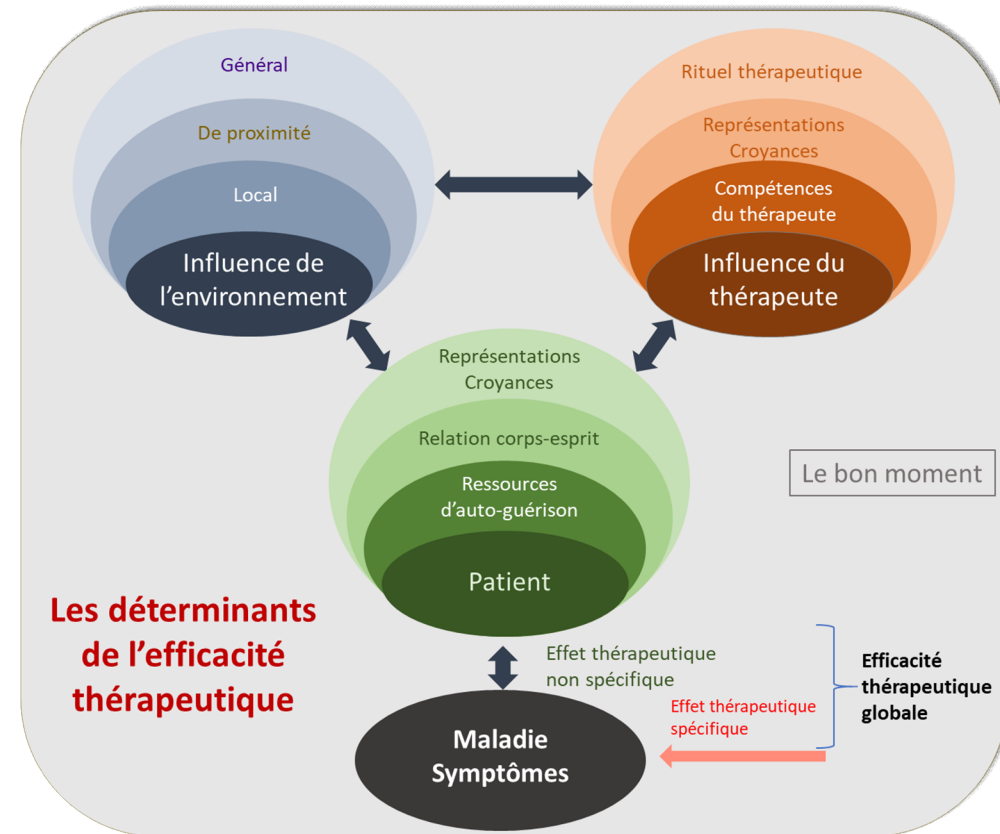 Général
De proximité
Local
Influence de
l’environnement
Rituel thérapeutique
Représentations
Croyances
Compétences
du thérapeute
Influence du
thérapeute
Représentations
Croyances
Relation corps-esprit
Ressources
d’auto-guérison
Patient
Le bon moment
Les déterminants
de l’efficacité
thérapeutique
Effet thérapeutique
non spécifique
Effet thérapeutique
spécifique
Efficacité
thérapeutique
globale
Maladie
Symptômes